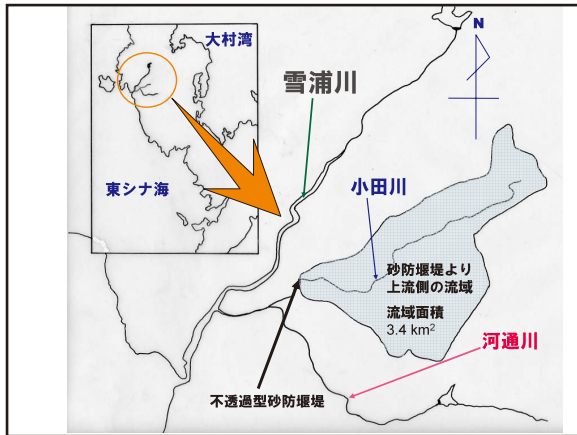 大村湾
東シナ海
雪浦川
N
小田川
砂防堰堤より
上流側の流域
流域面積
3.4 km²
河通川
不透過型砂防堰堤